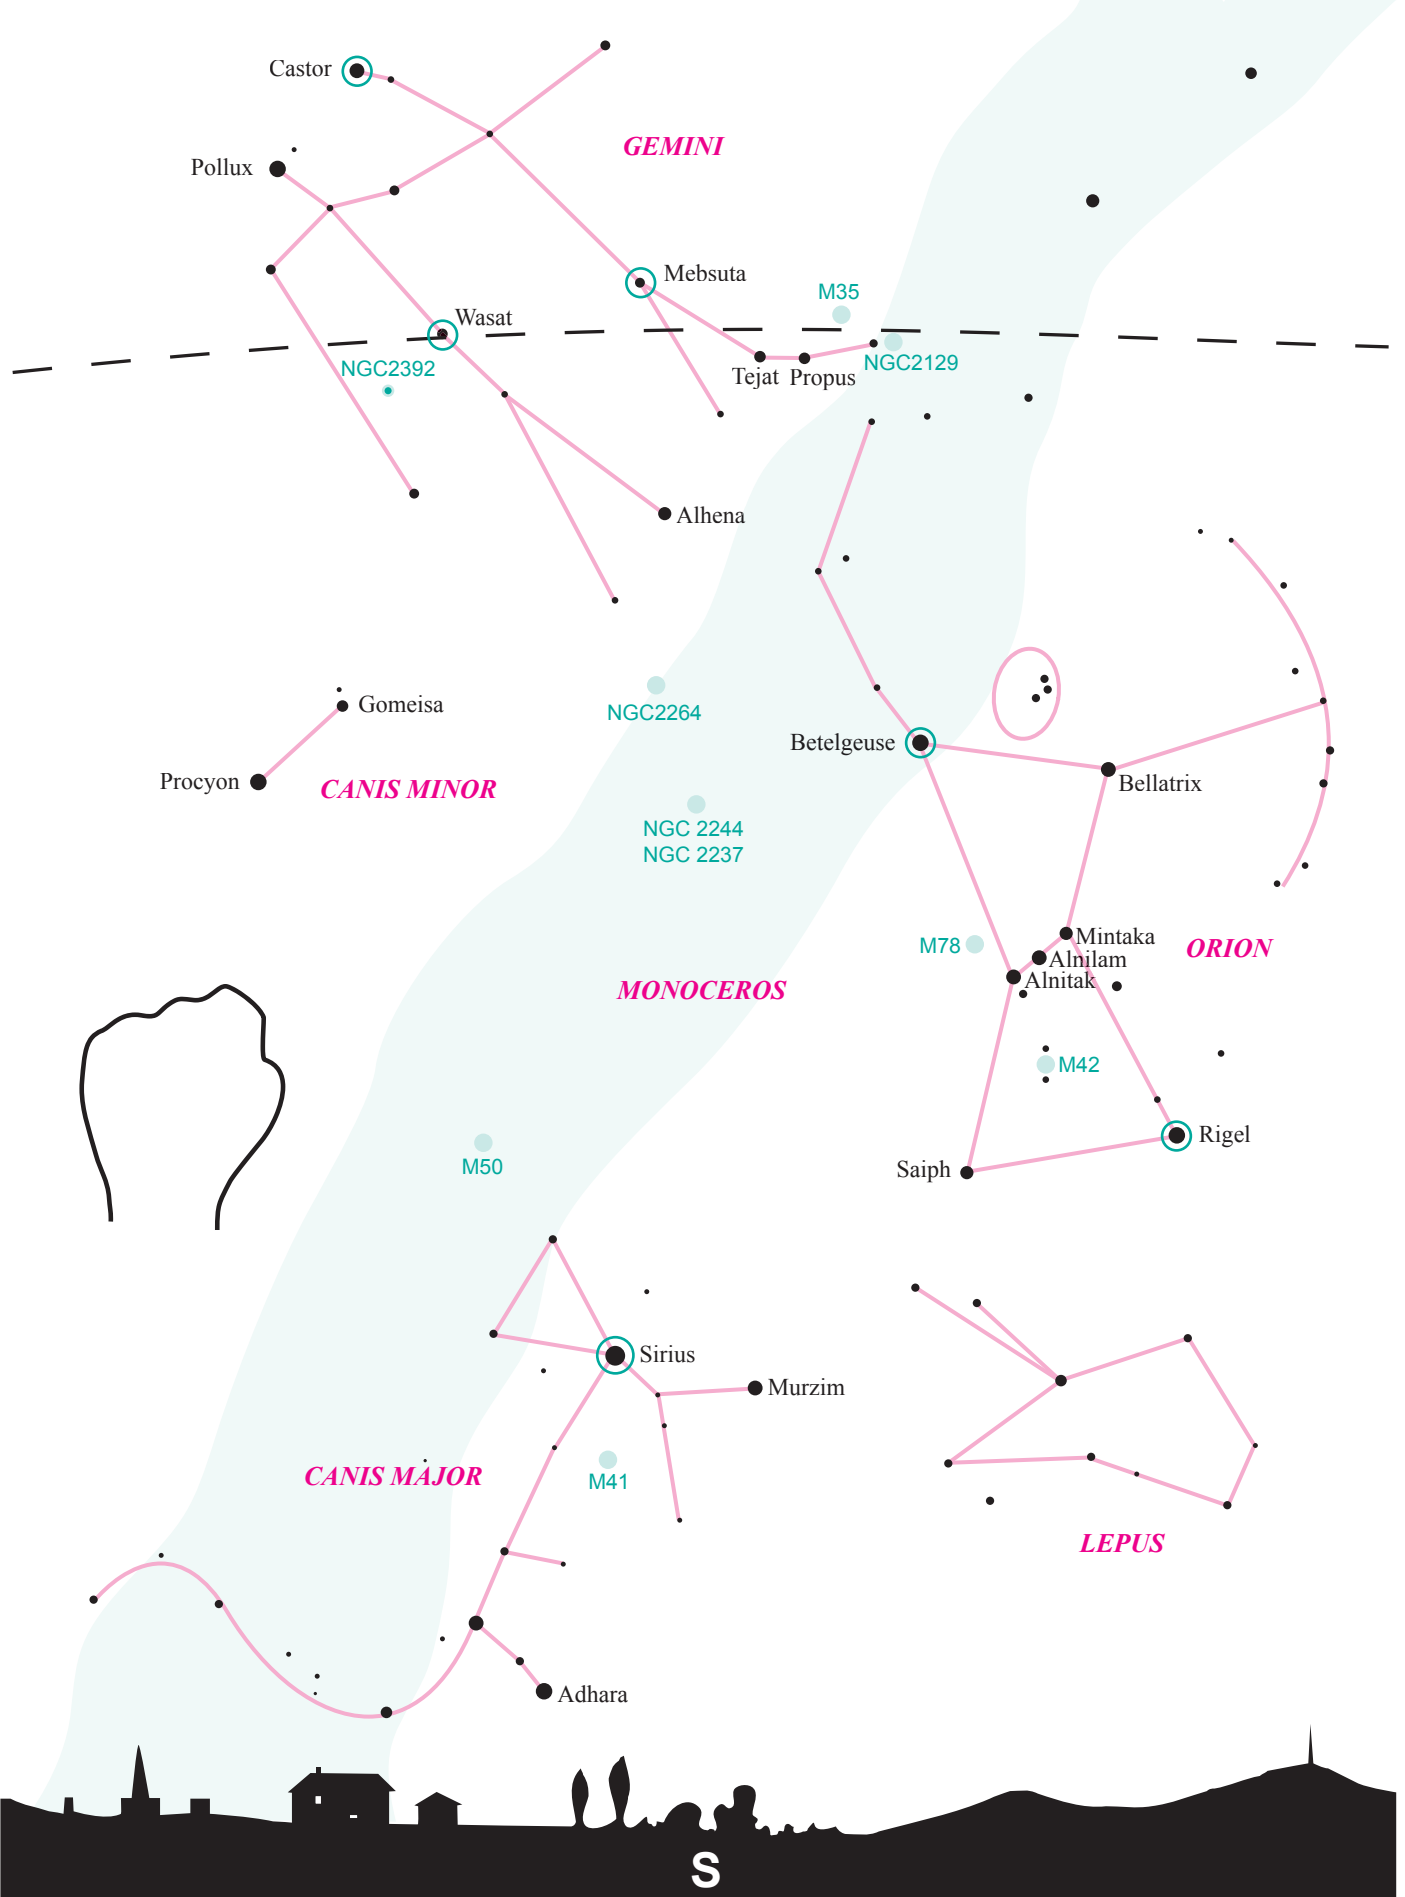 Castor
GEMINI
Pollux
Mebsuta
M35
Wasat
NGC2392
Tejat
Propus
NGC2129
Alhena
Gomeisa
NGC2264
Betelgeuse
Procyon
CANIS MINOR
Bellatrix
NGC 2244
NGC 2237
M78
Mintaka
ORION
Alnilam
Alnitak
MONOCEROS
M42
Rigel
M50
Saiph
Sirius
Murzim
CANIS MAJOR
M41
LEPUS
Adhara
S